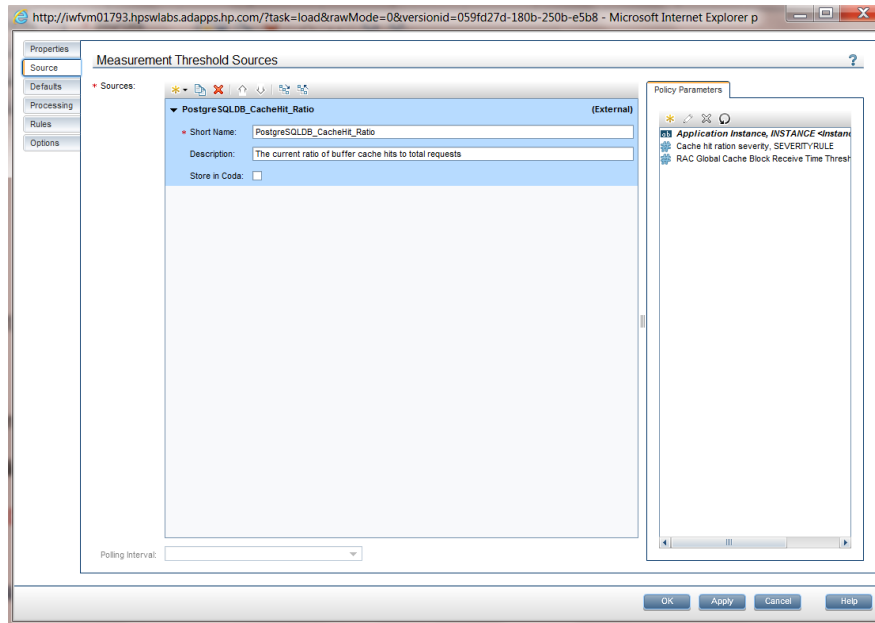 http://iwfvm01793.hpswlabs.adapps.hp.com/?task=load&rawMode=0&versionid=059fd27d-180b-250b-e5b8 - Microsoft Internet Explorer p
Properties
Source
Defaults
Processing
Rules
Options
Measurement Threshold Sources
?
* Sources:
PostgreSQLDB_CacheHit_Ratio (External)
* Short Name: PostgreSQLDB_CacheHit_Ratio
Description: The current ratio of buffer cache hits to total requests
Store in Coda:
Polling Interval:
Policy Parameters
Application Instance, INSTANCE <Instan
Cache hit ration severity, SEVERITYRULE
RAC Global Cache Block Receive Time Thresh
OK Apply Cancel Help